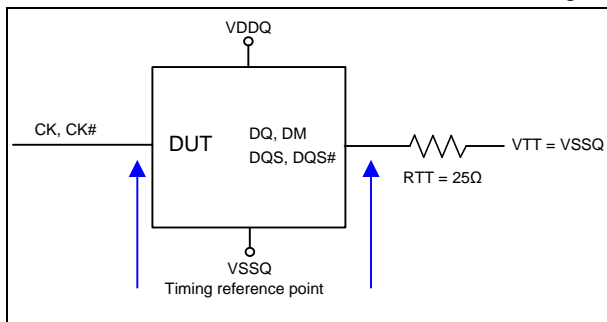 VDDQ
CK, CK#
DUT
DQ, DM
DQS, DQS#
VTT = VSSQ
RTT = 25Ω
VSSQ
Timing reference point